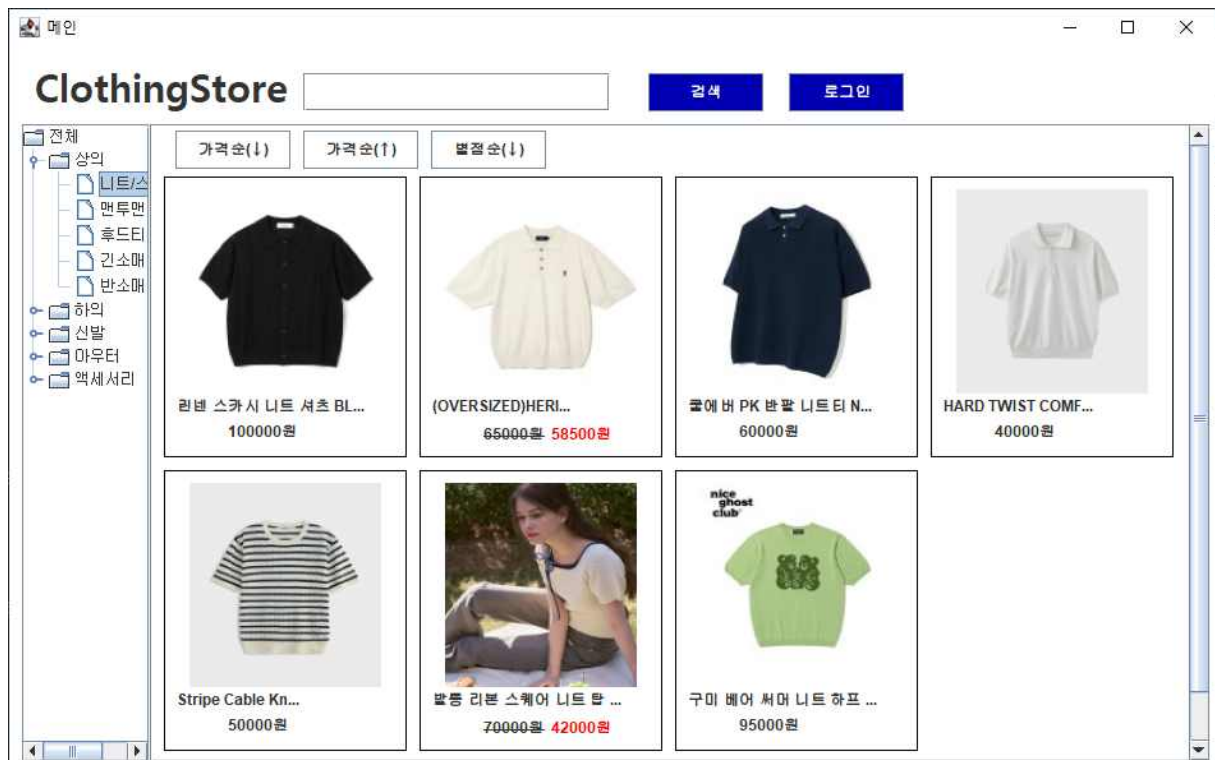 메인
ClothingStore
검색
로그인
전체
상의
니트/스
맨투맨
후드티
긴소매
반소매
하의
신발
아우터
액세서리
가격순(↓)
가격순(↑)
별점순(↓)
린넨 스카시 니트 셔츠 BL...
100000원
(OVERSIZED)HERI...
65000원 58500원
쿨에버 PK 반팔 니트티 N...
60000원
HARD TWIST COMF...
40000원
Stripe Cable Kn...
50000원
발롱 리본 스퀘어 니트 탑 ...
70000원 42000원
nice
ghost
club
구미 베어 써머 니트 하프 ...
95000원